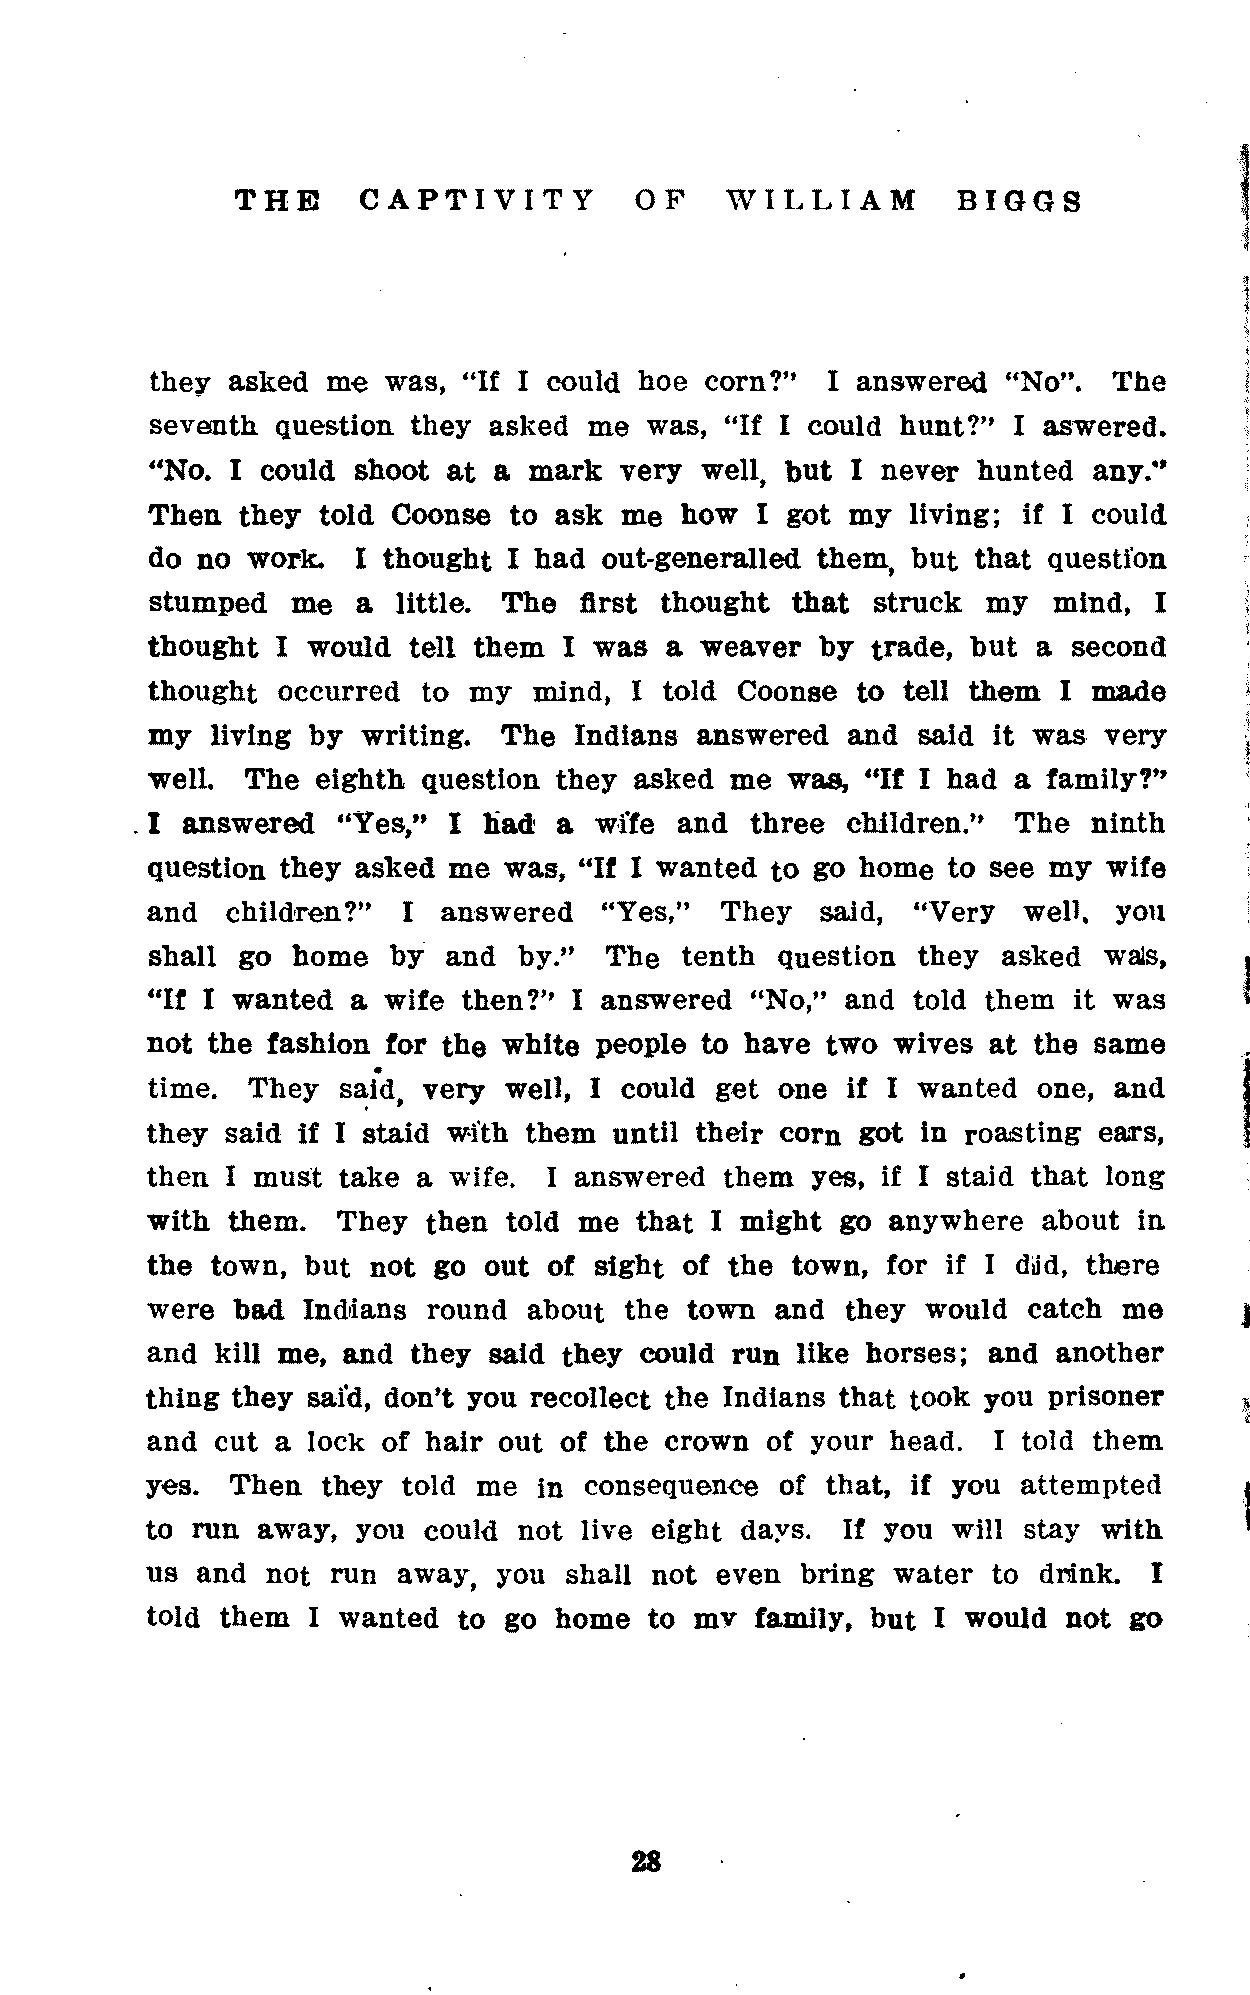 THE CAPTIVITY OF WILLIAM BIGGS
they asked me was, “If I could hoe corn?” I answered “No”. The
seventh question they asked me was, “If I could hunt?” I aswered.
“No. I could shoot at a mark very well, but I never hunted any.”
Then they told Coonse to ask me how I got my living; if I could
do no work. I thought I had out-generalled them, but that question
stumped me a little. The first thought that struck my mind, I
thought I would tell them I was a weaver by trade, but a second
thought occurred to my mind, I told Coonse to tell them I made
my living by writing. The Indians answered and said it was very
well. The eighth question they asked me was, “If I had a family?”
I answered “Yes,” I had a wife and three children.” The ninth
question they asked me was, “If I wanted to go home to see my wife
and children?” I answered “Yes,” They said, “Very well, you
shall go home by and by.” The tenth question they asked was,
“If I wanted a wife then?” I answered “No,” and told them it was
not the fashion for the white people to have two wives at the same
time. They said, very well, I could get one if I wanted one, and
they said if I staid with them until their corn got in roasting ears,
then I must take a wife. I answered them yes, if I staid that long
with them. They then told me that I might go anywhere about in
the town, but not go out of sight of the town, for if I did, there
were bad Indians round about the town and they would catch me
and kill me, and they said they could run like horses; and another
thing they said, don't you recollect the Indians that took you prisoner
and cut a lock of hair out of the crown of your head. I told them
yes. Then they told me in consequence of that, if you attempted
to run away, you could not live eight days. If you will stay with
us and not run away, you shall not even bring water to drink. I
told them I wanted to go home to my family, but I would not go
28